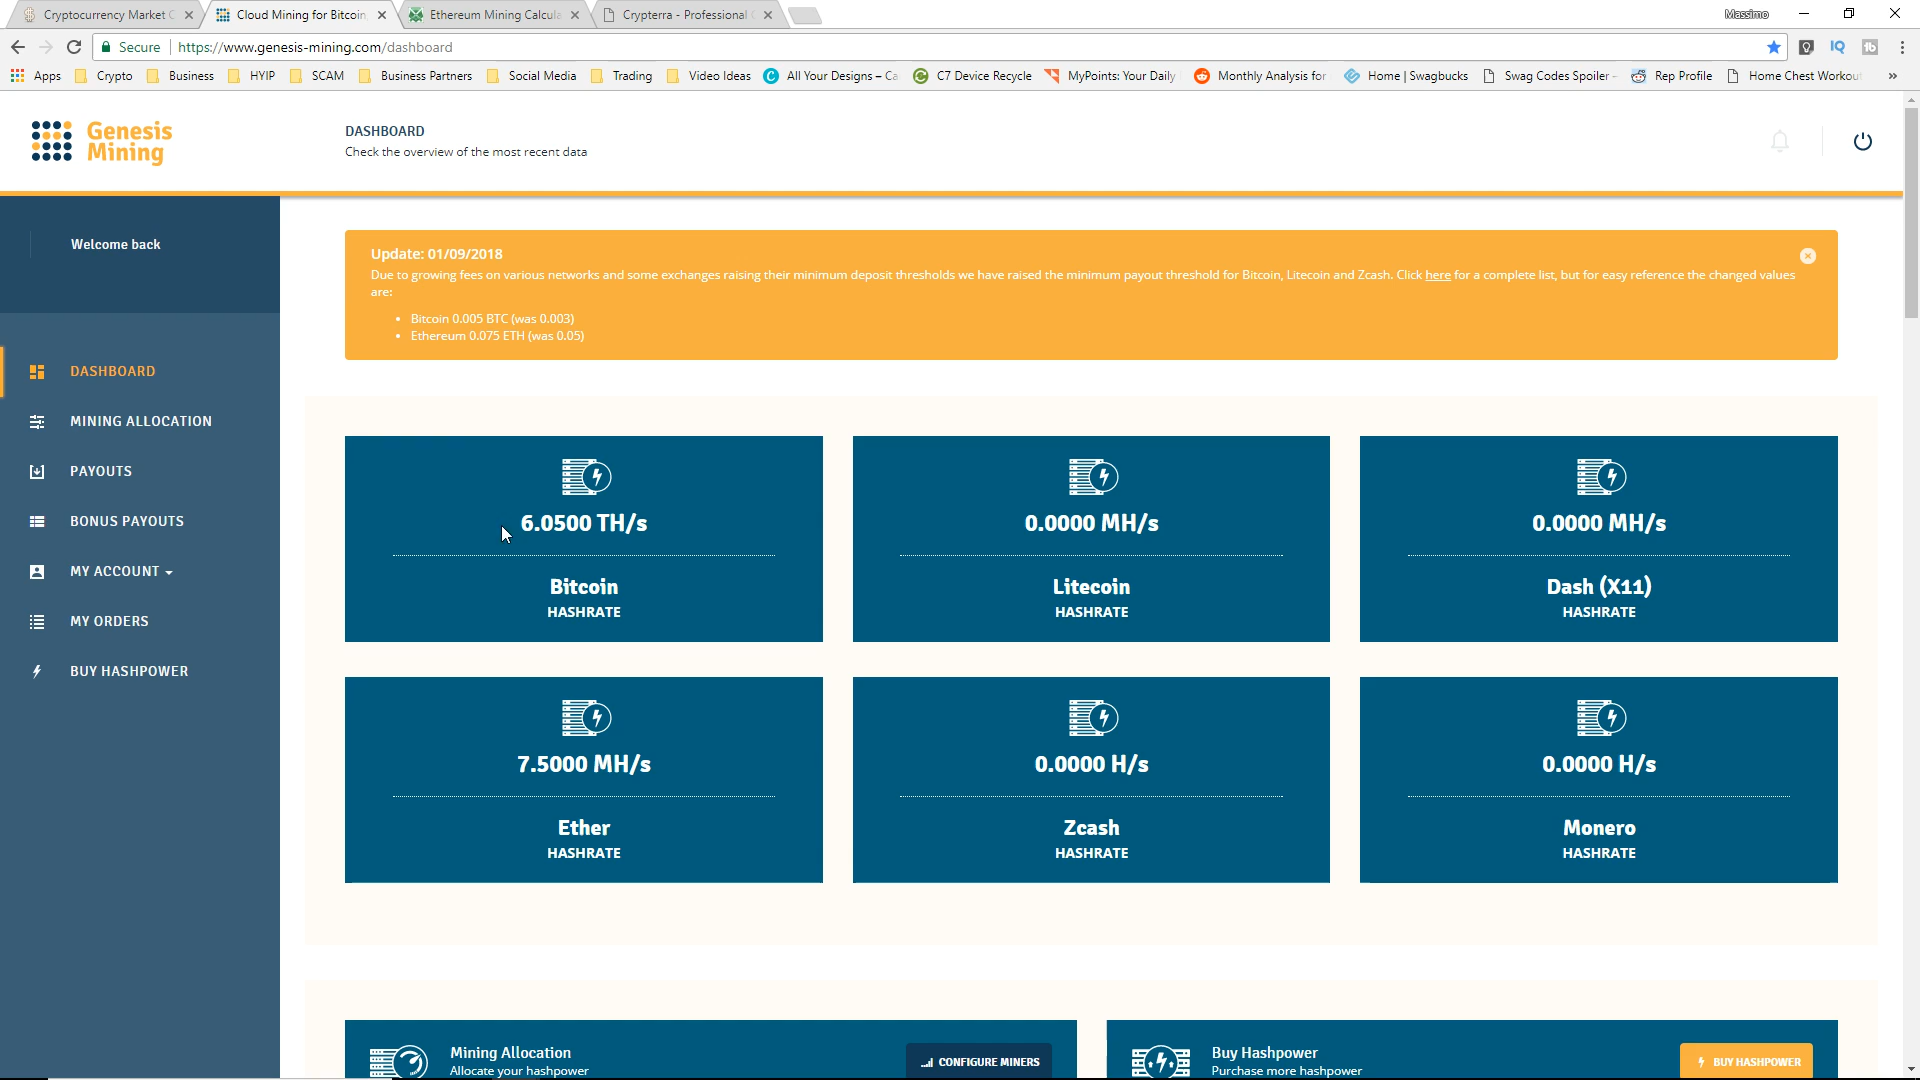 Cryptocurrency Market C
Cloud Mining for Bitcoin,
Ethereum Mining Calcula
Crypterra - Professional C
Massimo
Secure
https://www.genesis-mining.com/dashboard
Apps
Crypto
Business
HYIP
SCAM
Business Partners
Social Media
Trading
Video Ideas
All Your Designs – Ca
C7 Device Recycle
MyPoints: Your Daily
Monthly Analysis for
Home | Swagbucks
Swag Codes Spoiler -
Rep Profile
Home Chest Workou
»
Genesis
Mining
DASHBOARD
Check the overview of the most recent data
Welcome back
DASHBOARD
MINING ALLOCATION
PAYOUTS
BONUS PAYOUTS
MY ACCOUNT
MY ORDERS
BUY HASHPOWER
Update: 01/09/2018
Due to growing fees on various networks and some exchanges raising their minimum deposit thresholds we have raised the minimum payout threshold for Bitcoin, Litecoin and Zcash. Click here for a complete list, but for easy reference the changed values
are:
• Bitcoin 0.005 BTC (was 0.003)
• Ethereum 0.075 ETH (was 0.05)
6.0500 TH/s
Bitcoin
HASHRATE
0.0000 MH/s
Litecoin
HASHRATE
0.0000 MH/s
Dash (X11)
HASHRATE
7.5000 MH/s
Ether
HASHRATE
0.0000 H/s
Zcash
HASHRATE
0.0000 H/s
Monero
HASHRATE
Mining Allocation
Allocate your hashpower
CONFIGURE MINERS
Buy Hashpower
Purchase more hashpower
BUY HASHPOWER